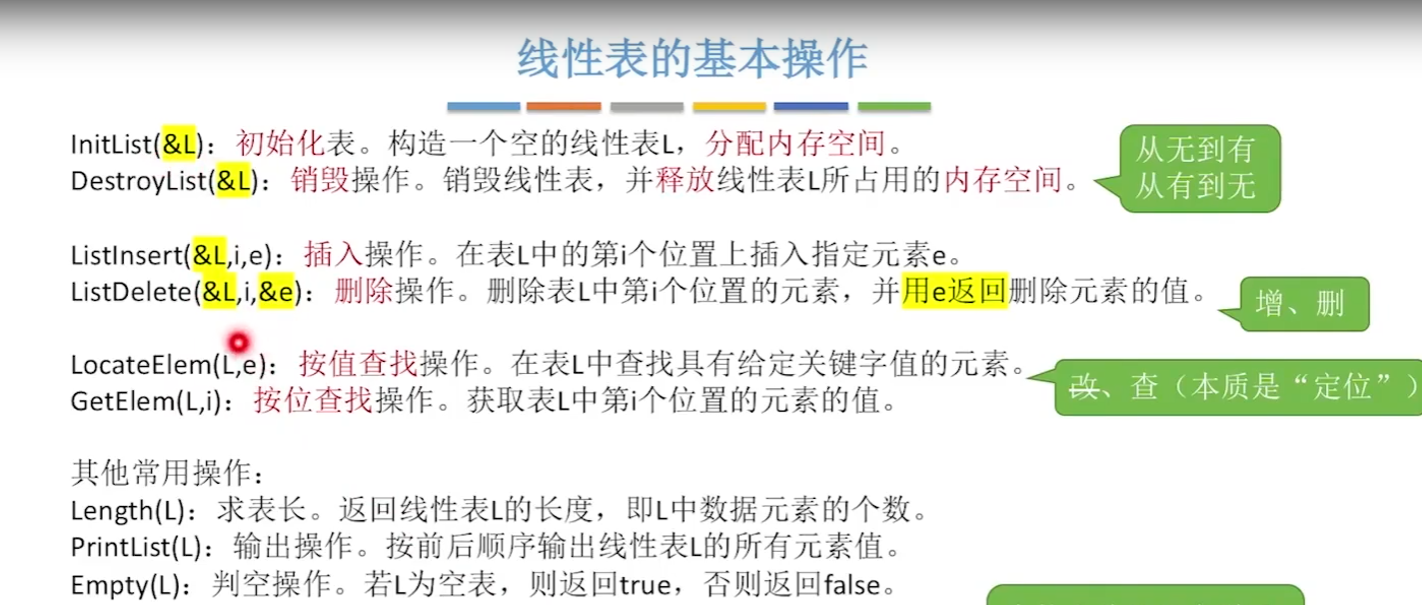 线性表的基本操作
InitList(&L)：初始化表。构造一个空的线性表L，分配内存空间。
DestroyList(&L)：销毁操作。销毁线性表，并释放线性表L所占用的内存空间。
从无到有
从有到无
ListInsert(&L,i,e)：插入操作。在表L中的第i个位置上插入指定元素e。
ListDelete(&L,i,&e)：删除操作。删除表L中第i个位置的元素，并用e返回删除元素的值。
增、删
LocateElem(L,e)：按值查找操作。在表L中查找具有给定关键字值的元素。
GetElem(L,i)：按位查找操作。获取表L中第i个位置的元素的值。
改、查（本质是“定位”）
其他常用操作：
Length(L)：求表长。返回线性表L的长度，即L中数据元素的个数。
PrintList(L)：输出操作。按前后顺序输出线性表L的所有元素值。
Empty(L)：判空操作。若L为空表，则返回true，否则返回false。